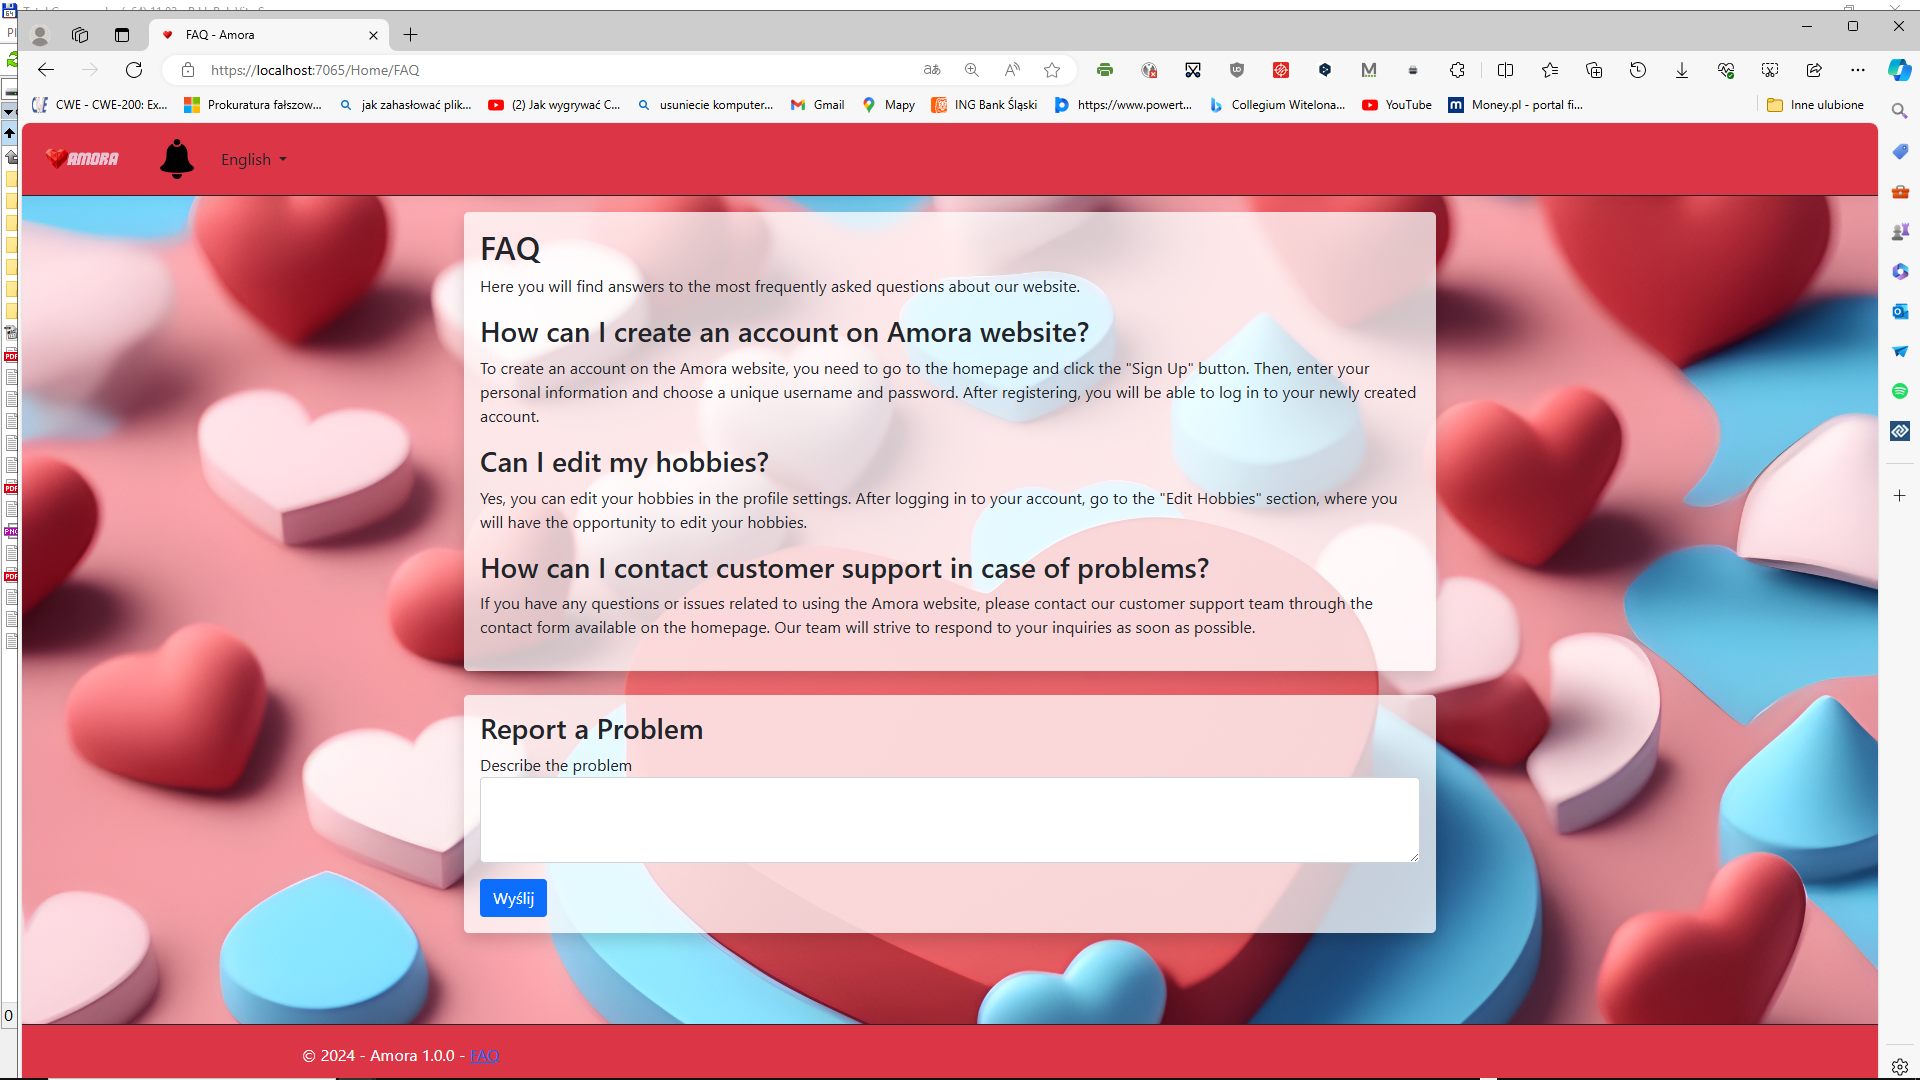 FAQ - Amora
https://localhost:7065/Home/FAQ
CWE - CWE-200: Ex...
Prokuratura fałszow...
jak zahasłować plik...
(2) Jak wygrywać C...
usuniecie komputer...
Gmail
Mapy
ING Bank Śląski
https://www.powert...
Collegium Witelona...
YouTube
Money.pl - portal fi...
Inne ulubione
AMORA
English
FAQ
Here you will find answers to the most frequently asked questions about our website.
How can I create an account on Amora website?
To create an account on the Amora website, you need to go to the homepage and click the "Sign Up" button. Then, enter your
personal information and choose a unique username and password. After registering, you will be able to log in to your newly created
account.
Can I edit my hobbies?
Yes, you can edit your hobbies in the profile settings. After logging in to your account, go to the "Edit Hobbies" section, where you
will have the opportunity to edit your hobbies.
How can I contact customer support in case of problems?
If you have any questions or issues related to using the Amora website, please contact our customer support team through the
contact form available on the homepage. Our team will strive to respond to your inquiries as soon as possible.
Report a Problem
Describe the problem
Wyślij
© 2024 - Amora 1.0.0 - FAQ